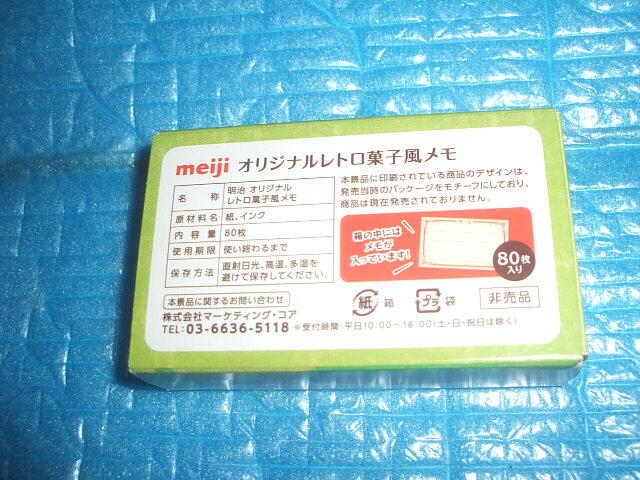 meiji オリジナルレトロ菓子風メモ
名 称 明治 オリジナル
レトロ菓子風メモ
原材料名 紙、インク
内 容 量 80枚
使用期限 使い終わるまで
保存方法 直射日光、高温、多湿を
避けて保存してください。
本景品に印刷されている商品のデザインは、
発売当時のパッケージをモチーフにしており、
商品は現在発売されておりません。
箱の中には
メモが
入っています!
80枚
入り
紙 箱 プラ 袋 非売品
本景品に関するお問い合わせ
株式会社マーケティング・コア
TEL:03-6636-5118 ※受付時間:平日10:00〜18:00(土・日・祝日は除く)